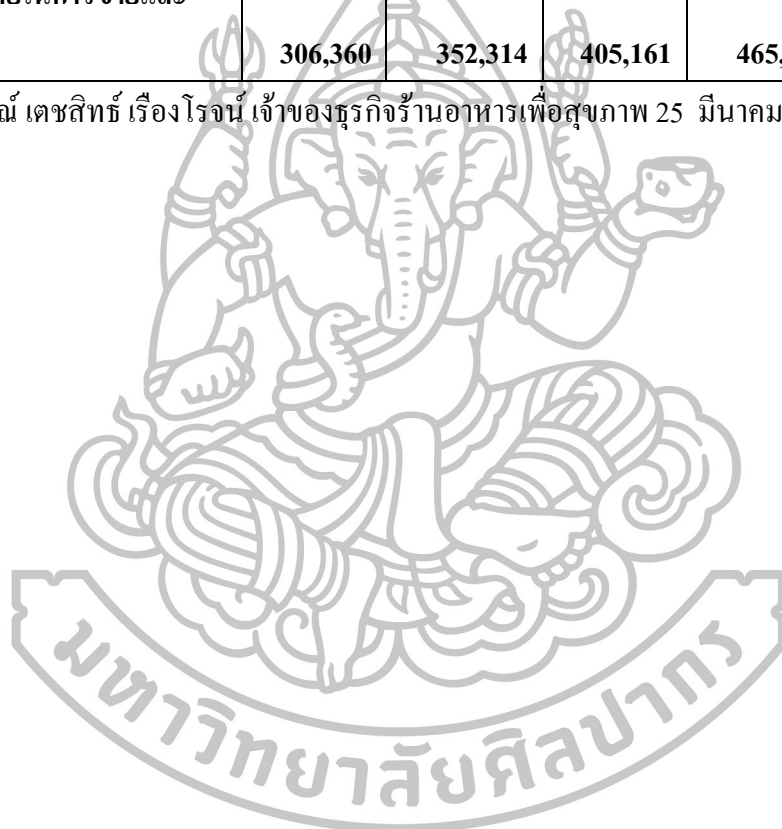 306,360 352,314 405,161 465,
ณ์ เตชสิทธ์ เรืองโรจน์ เจ้าของธุรกิจร้านอาหารเพื่อสุขภาพ 25 มีนาคม
มหาวิทยาลัยศิลปากร